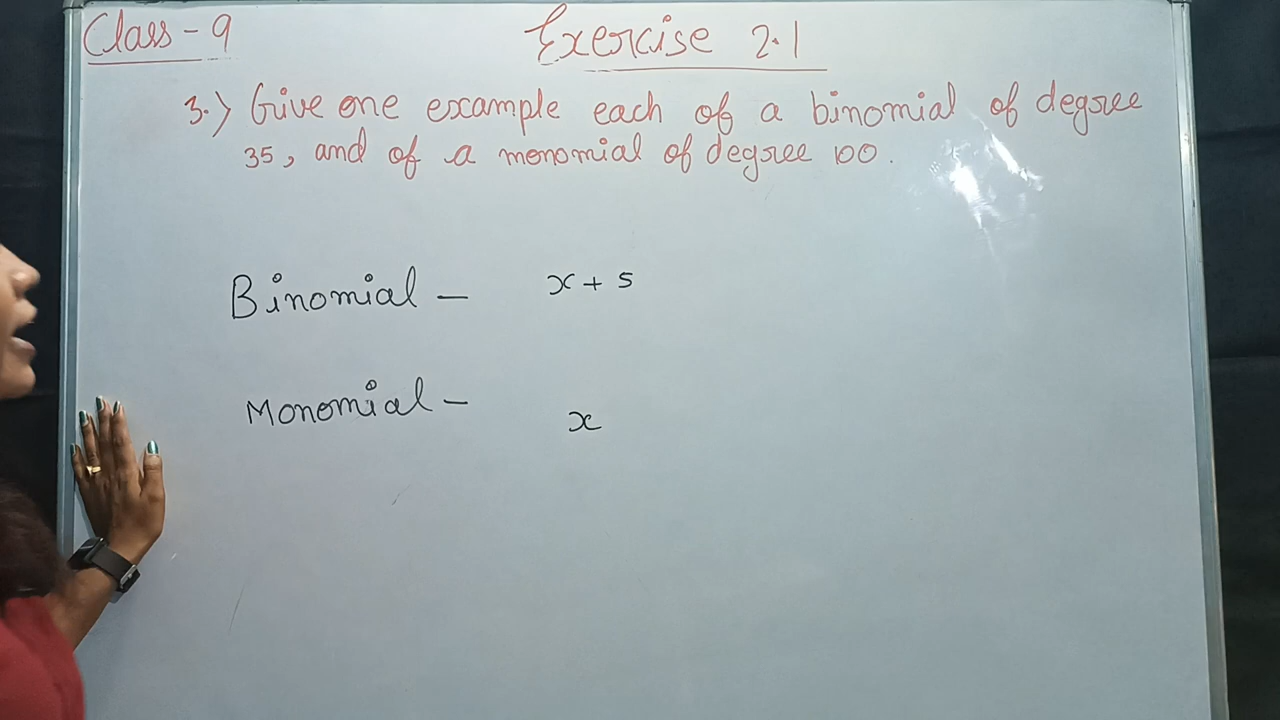 Class - 9
Exercise 2.1
3.) Give one example each of a binomial of degree
35, and of a monomial of degree 100.
Binomial - x + 5
Monomial - x